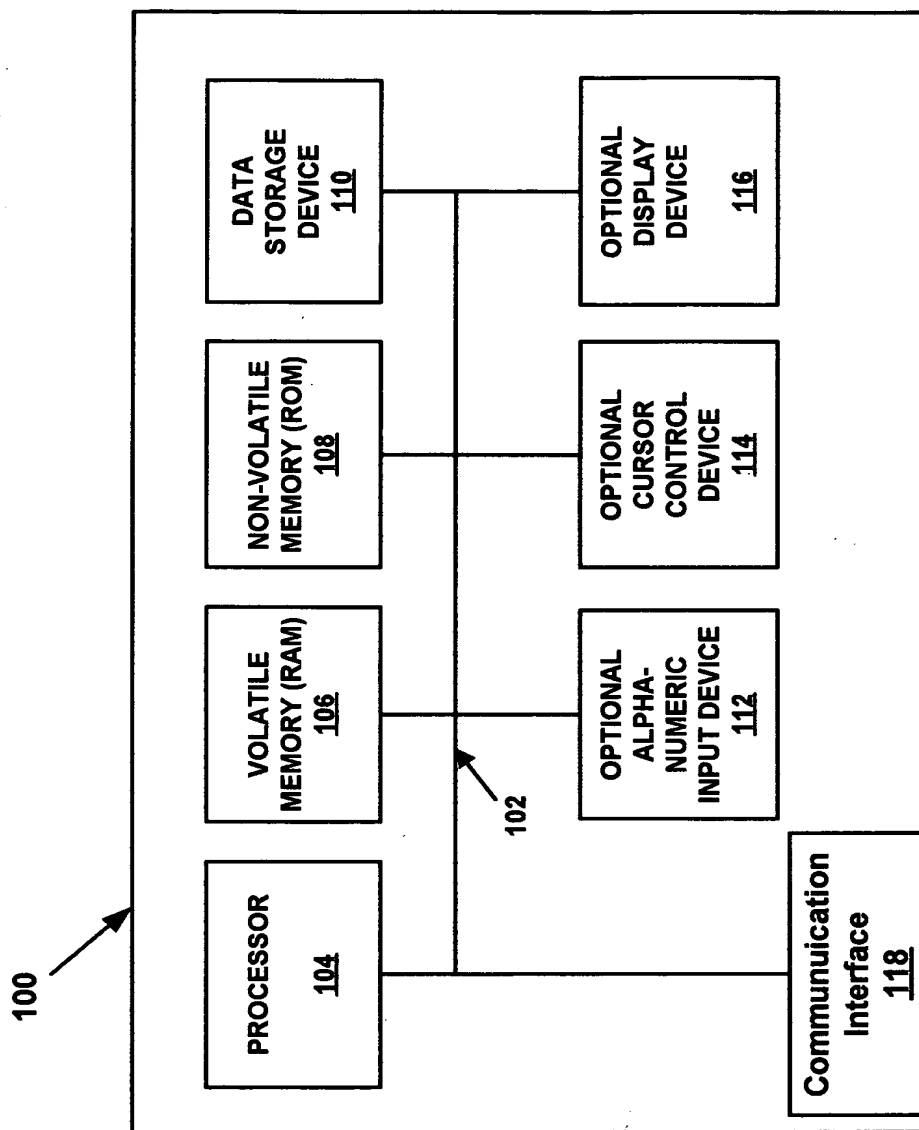 100
PROCESSOR
104
VOLATILE
MEMORY (RAM)
106
NON-VOLATILE
MEMORY (ROM)
108
DATA
STORAGE
DEVICE
110
102
OPTIONAL
ALPHA-
NUMERIC
INPUT DEVICE
112
OPTIONAL
CURSOR
CONTROL
DEVICE
114
OPTIONAL
DISPLAY
DEVICE
116
Commuunication
Interface
118